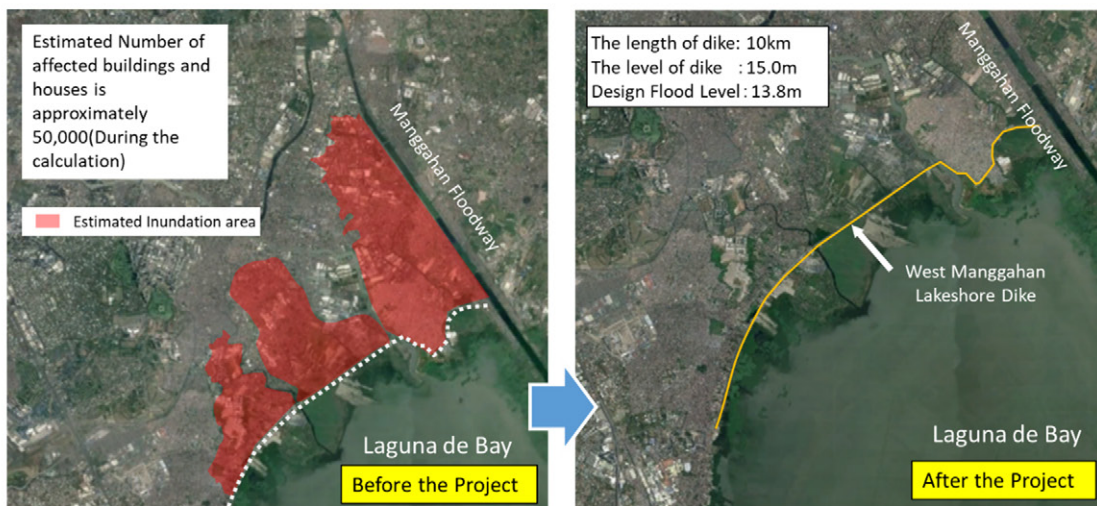 Estimated Number of
affected buildings and
houses is
approximately
50,000(During the
calculation)
Estimated Inundation area
Manggahan Floodway
Laguna de Bay
Before the Project
The length of dike: 10km
The level of dike : 15.0m
Design Flood Level : 13.8m
Manggahan Floodway
West Manggahan
Lakeshore Dike
Laguna de Bay
After the Project